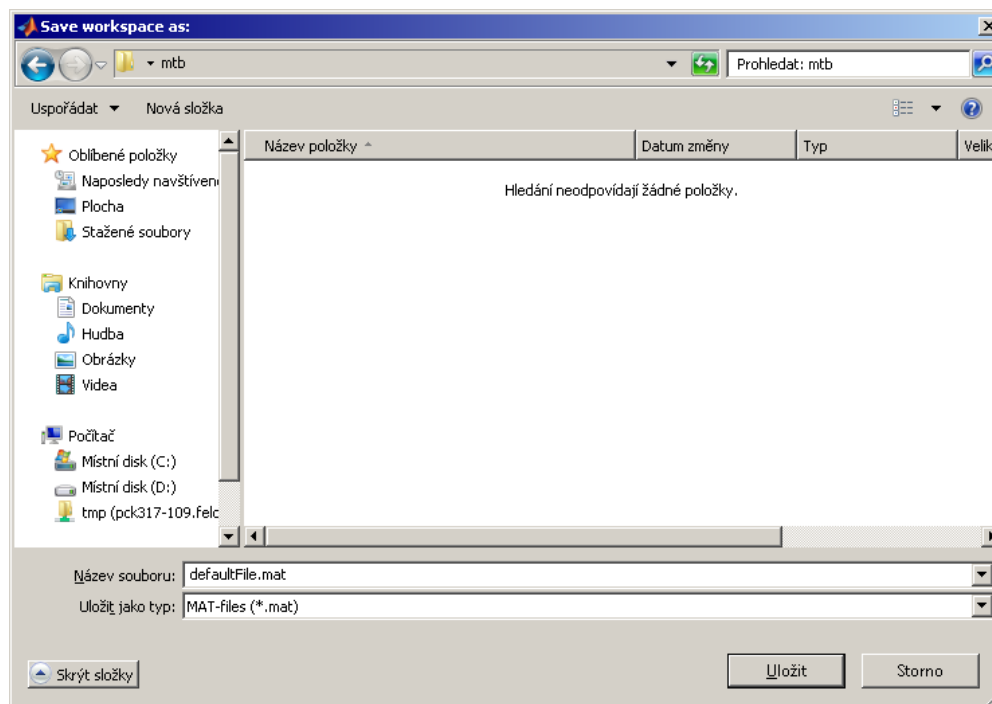 Save workspace as:
mtb
Prohledat: mtb
Uspořádat
Nová složka
Název položky
Datum změny
Typ
Velik
Hledání neodpovídají žádné položky.
Oblíbené položky
Naposledy navštíven
Plocha
Stažené soubory
Knihovny
Dokumenty
Hudba
Obrázky
Videa
Počítač
Místní disk (C:)
Místní disk (D:)
tmp (pck317-109.felc
Název souboru: defaultFile.mat
Uložit jako typ: MAT-files (*.mat)
Skrýt složky
Uložit
Storno